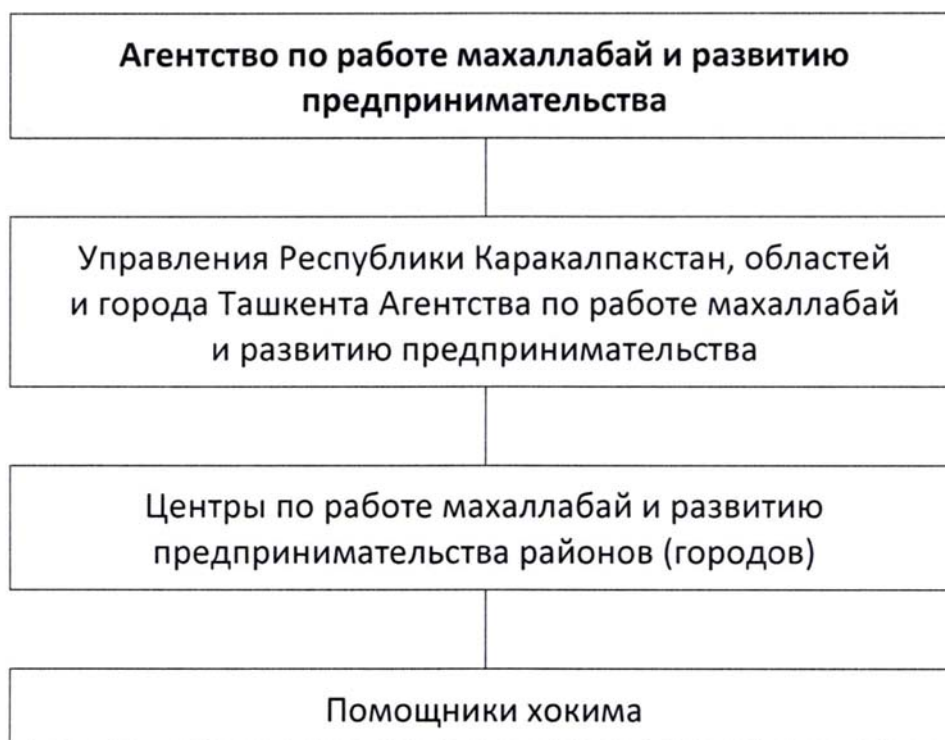 Агентство по работе махаллабай и развитию
предпринимательства
Управления Республики Каракалпакстан, областей
и города Ташкента Агентства по работе махаллабай
и развитию предпринимательства
Центры по работе махаллабай и развитию
предпринимательства районов (городов)
Помощники хокима